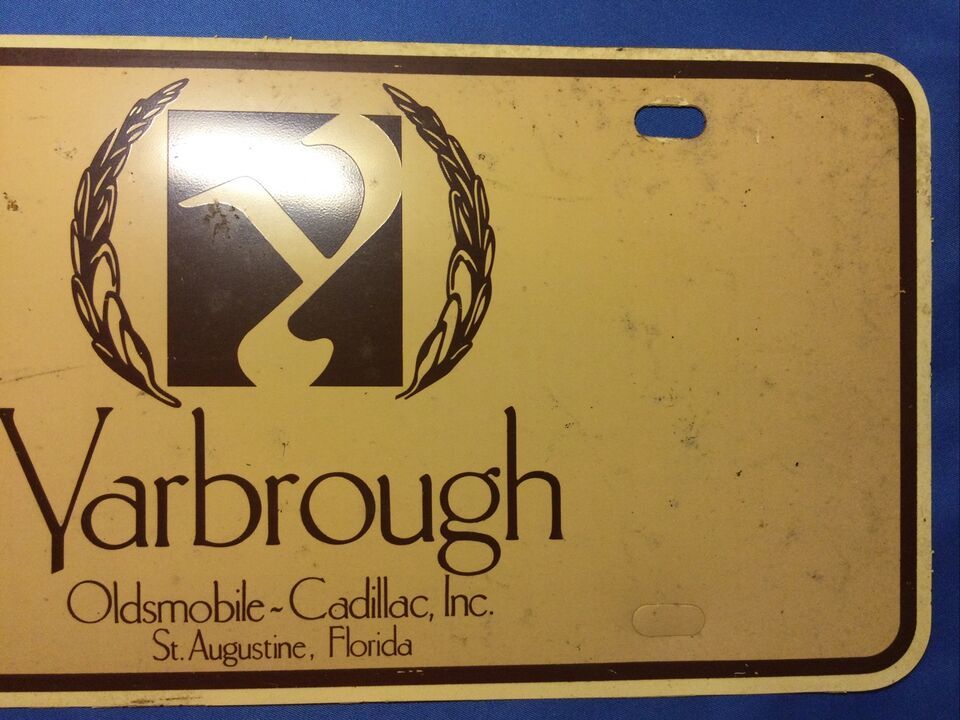 Yarbrough
Oldsmobile ~ Cadillac, Inc.
St. Augustine, Florida